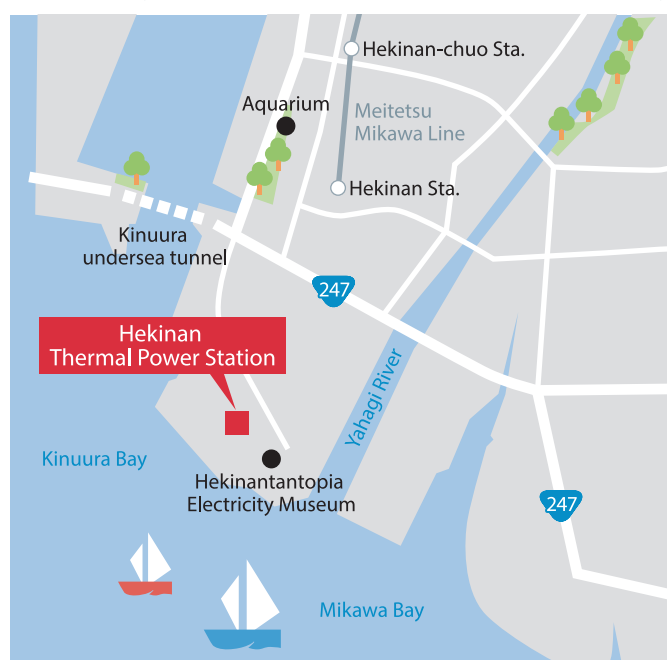 Hekinan-chuo Sta.
Aquarium
Meitetsu
Mikawa Line
Hekinan Sta.
Kinuura
undersea tunnel
247
Hekinan
Thermal Power Station
Yahagi River
Kinuura Bay
Hekinantantopia
Electricity Museum
247
Mikawa Bay